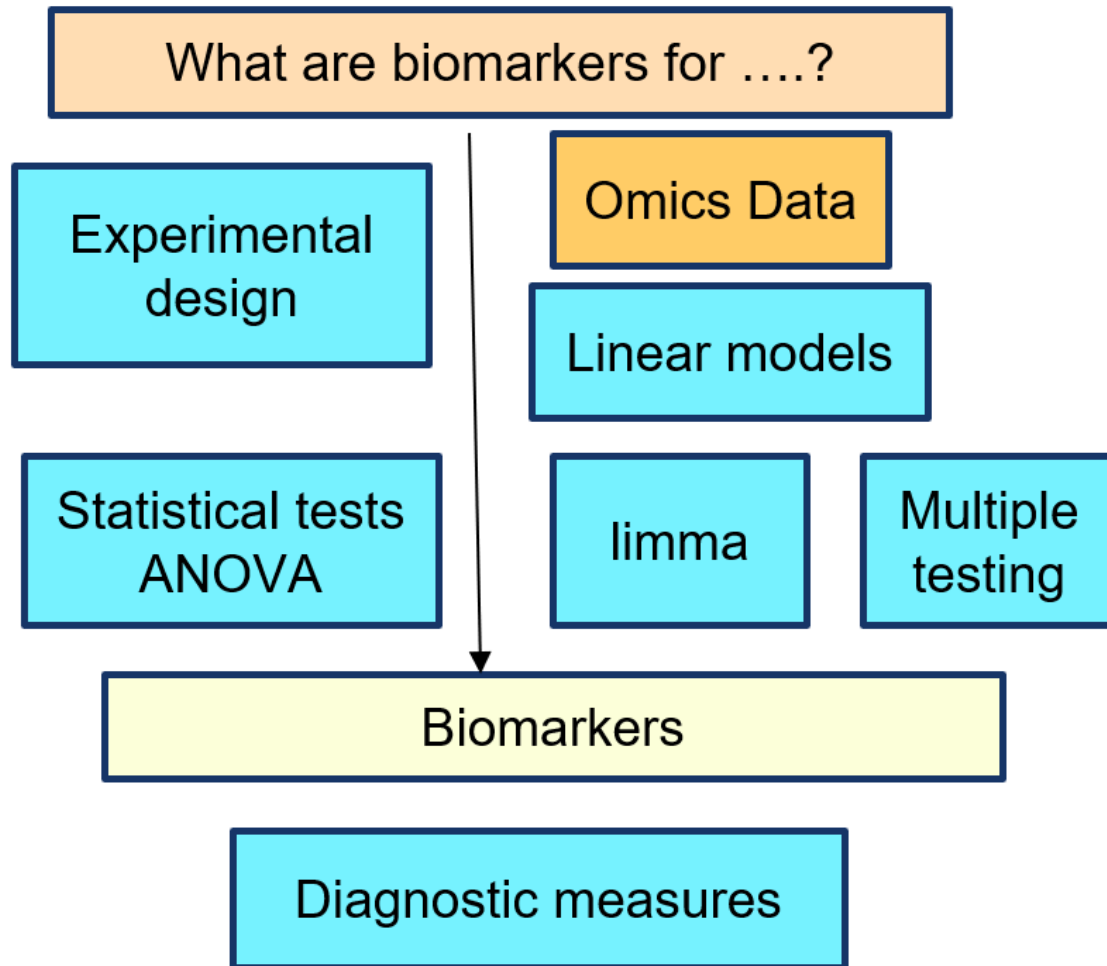 What are biomarkers for ....?
Experimental
design
Omics Data
Linear models
Statistical tests
ANOVA
limma
Multiple
testing
Biomarkers
Diagnostic measures